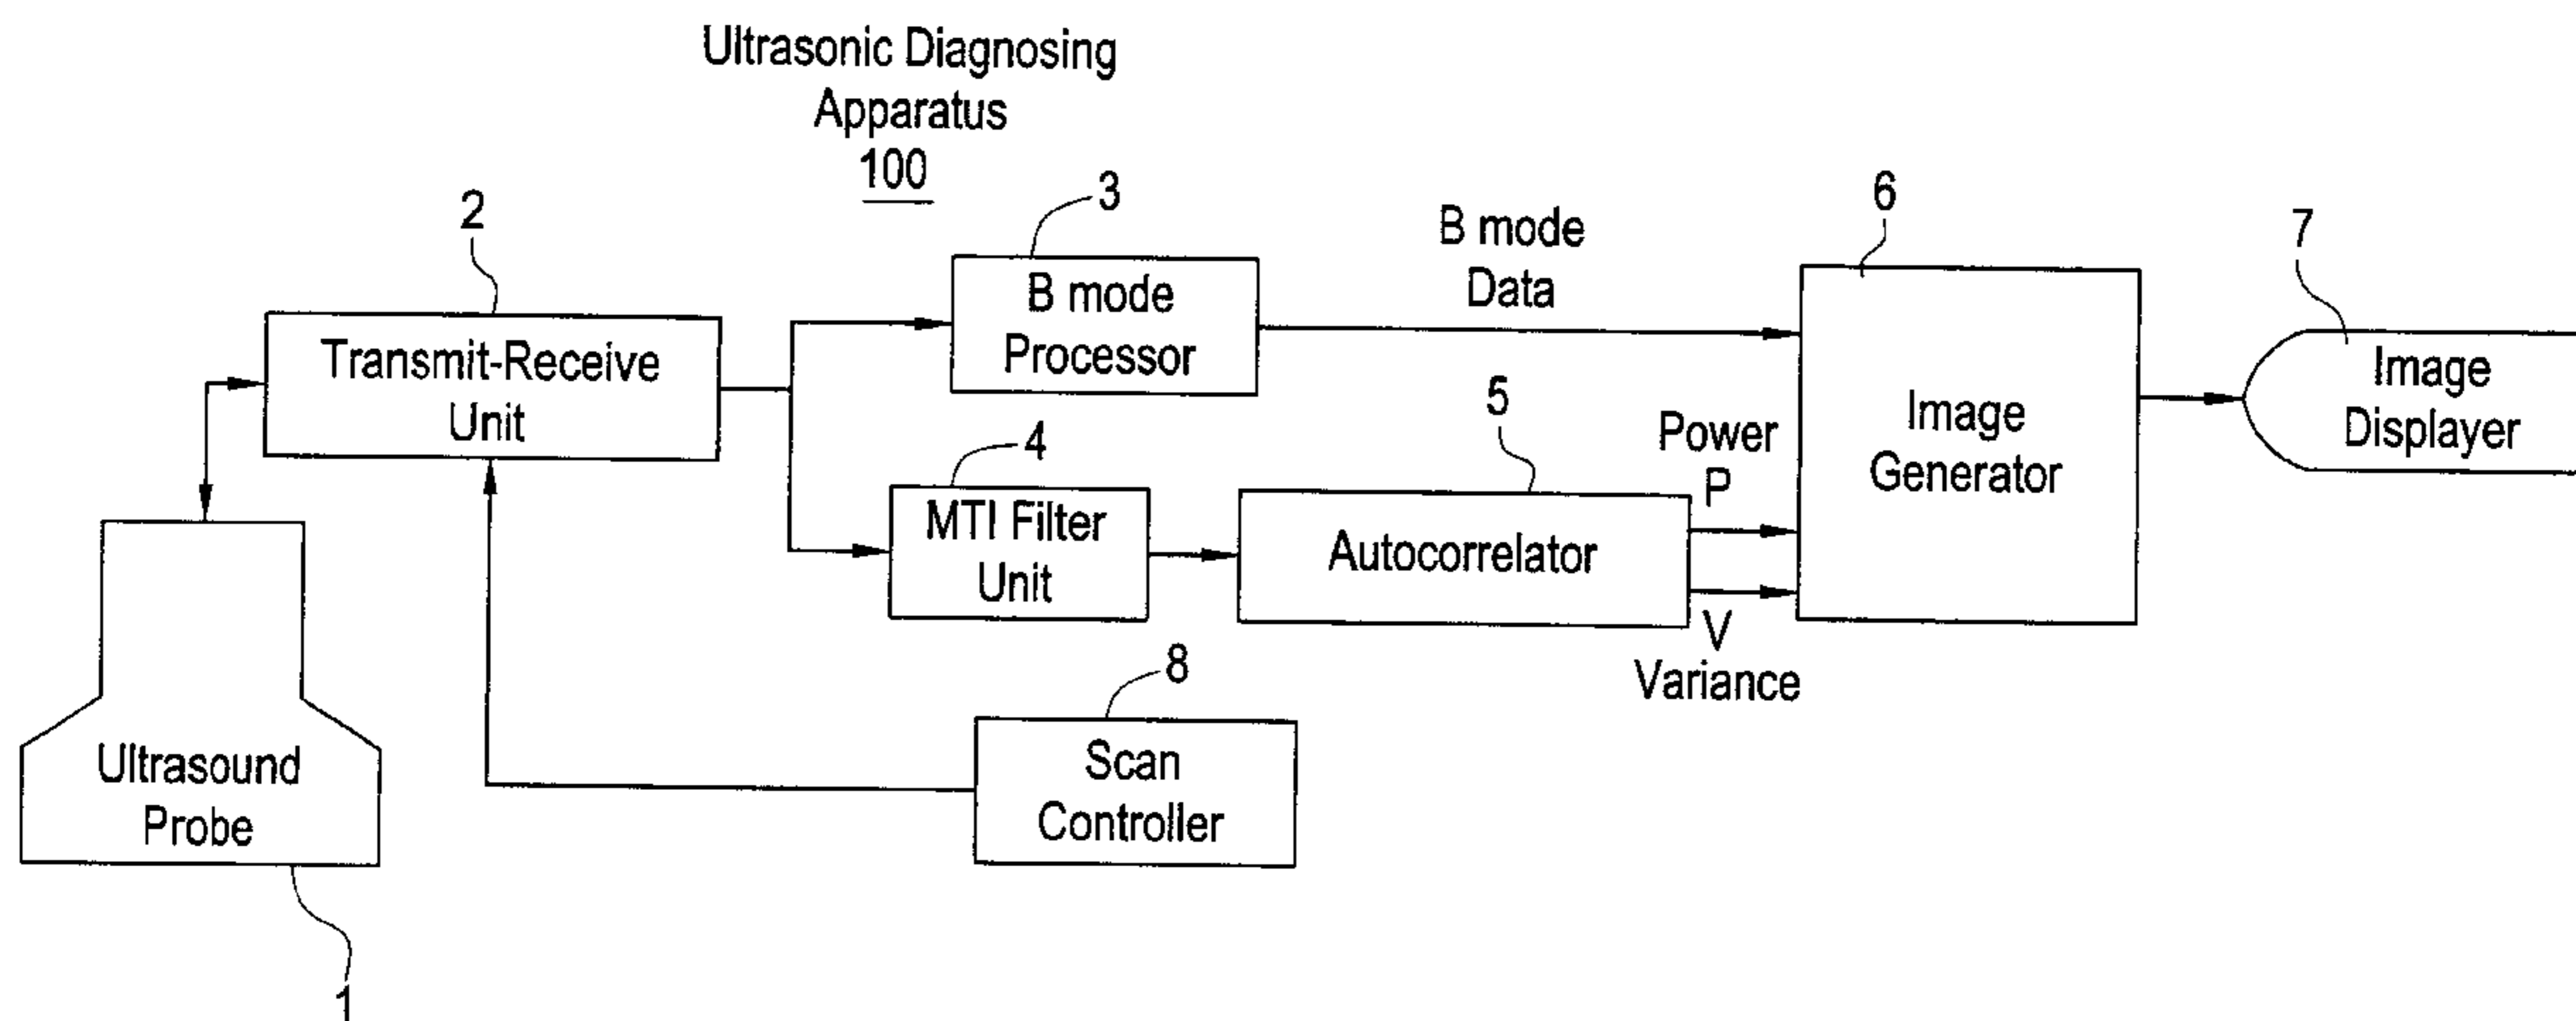 Ultrasonic Diagnosing
Apparatus
100
2
Transmit-Receive
Unit
3
B mode
Processor
B mode
Data
4
MTI Filter
Unit
5
Autocorrelator
Power
P
V
Variance
6
Image
Generator
7
Image
Displayer
8
Scan
Controller
Ultrasound
Probe
1